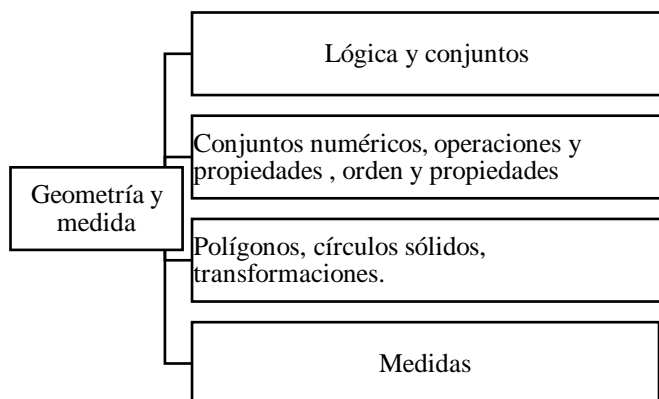 Geometría y
medida
Lógica y conjuntos
Conjuntos numéricos, operaciones y
propiedades , orden y propiedades
Polígonos, círculos sólidos,
transformaciones.
Medidas